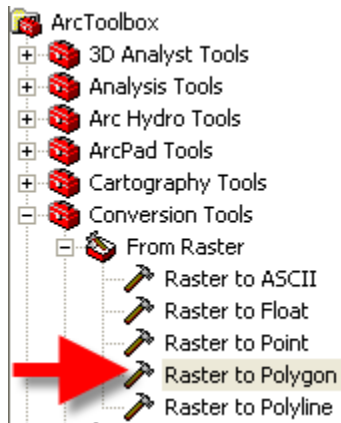 ArcToolbox
3D Analyst Tools
Analysis Tools
Arc Hydro Tools
ArcPad Tools
Cartography Tools
Conversion Tools
From Raster
Raster to ASCII
Raster to Float
Raster to Point
Raster to Polygon
Raster to Polyline